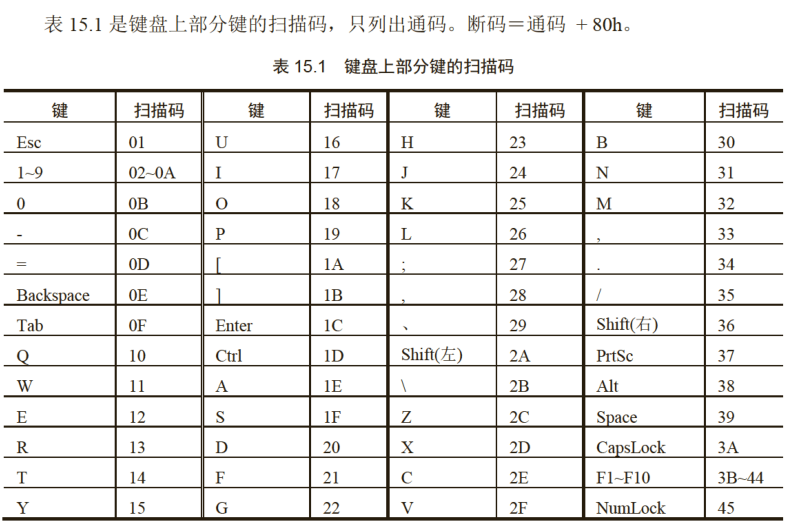 表 15.1 是键盘上部分键的扫描码，只列出通码。断码＝通码 + 80h。
表 15.1 键盘上部分键的扫描码
键 扫描码 键 扫描码 键 扫描码 键 扫描码
Esc 01 U 16 H 23 B 30
1~9 02~0A I 17 J 24 N 31
0 0B O 18 K 25 M 32
- 0C P 19 L 26 , 33
= 0D [ 1A ; 27 . 34
Backspace 0E ] 1B , 28 / 35
Tab 0F Enter 1C 、 29 Shift(右) 36
Q 10 Ctrl 1D Shift(左) 2A PrtSc 37
W 11 A 1E \ 2B Alt 38
E 12 S 1F Z 2C Space 39
R 13 D 20 X 2D CapsLock 3A
T 14 F 21 C 2E F1~F10 3B~44
Y 15 G 22 V 2F NumLock 45